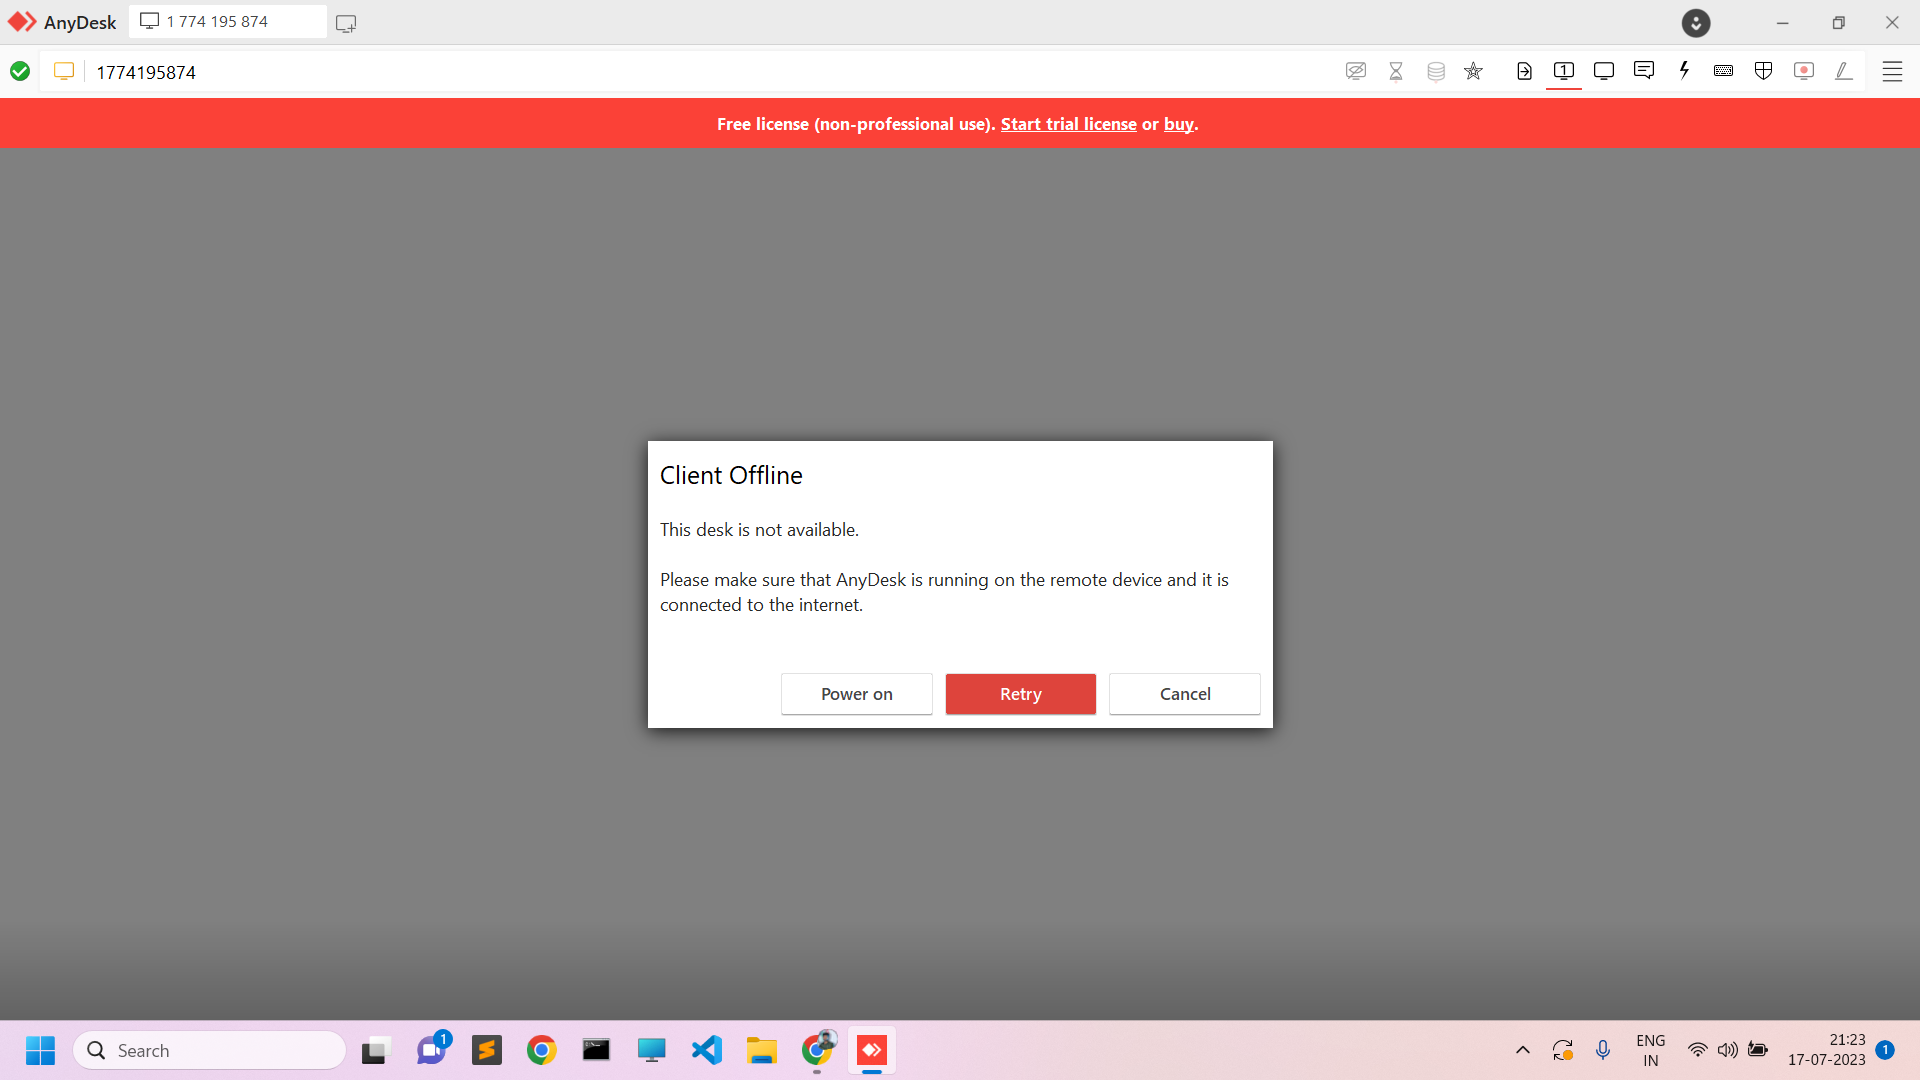 AnyDesk
1 774 195 874
1774195874
1
Free license (non-professional use). Start trial license or buy.
Client Offline
This desk is not available.
Please make sure that AnyDesk is running on the remote device and it is
connected to the internet.
Power on
Retry
Cancel
Search
1
ENG
IN
21:23
17-07-2023
1